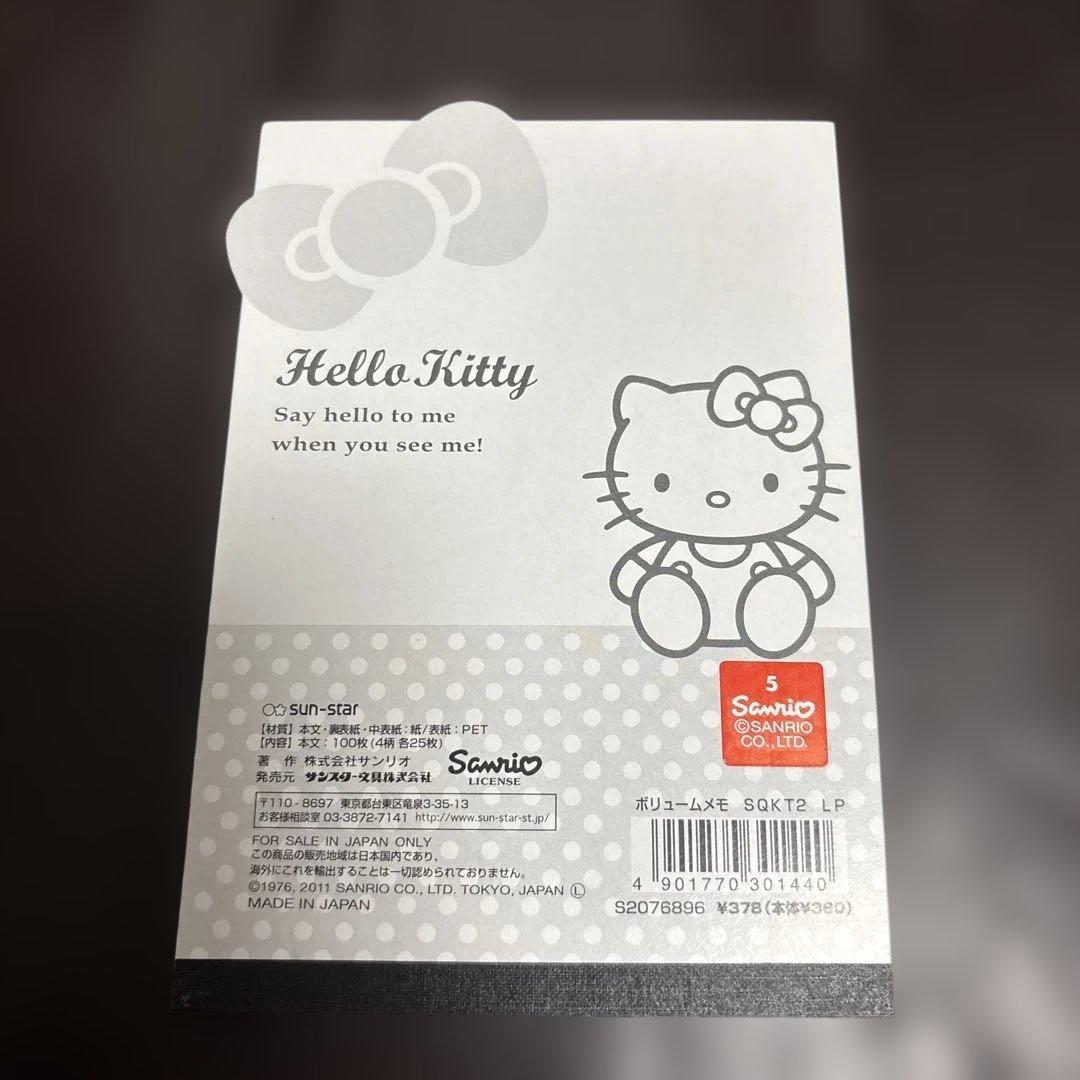 Hello Kitty
Say hello to me
when you see me!
5
Sanrio
©SANRIO
CO., LTD.
sun-star
【材質】本文・裏表紙・中表紙：紙/表紙：PET
【内容】本文：100枚(4柄 各25枚)
著　作 株式会社サンリオ
発売元 サンスター文具株式会社
Sanrio
LICENSE
〒110-8697 東京都台東区竜泉3-35-13
お客様相談室 03-3872-7141 http://www.sun-star-st.jp/
FOR SALE IN JAPAN ONLY
この商品の販売地域は日本国内であり、
海外にこれを輸出することは一切認められておりません。
©1976, 2011 SANRIO CO., LTD. TOKYO, JAPAN Ⓛ
MADE IN JAPAN
ボリュームメモ SQKT2 LP
4 901770 301440
S2076896 ¥378(本体¥360)